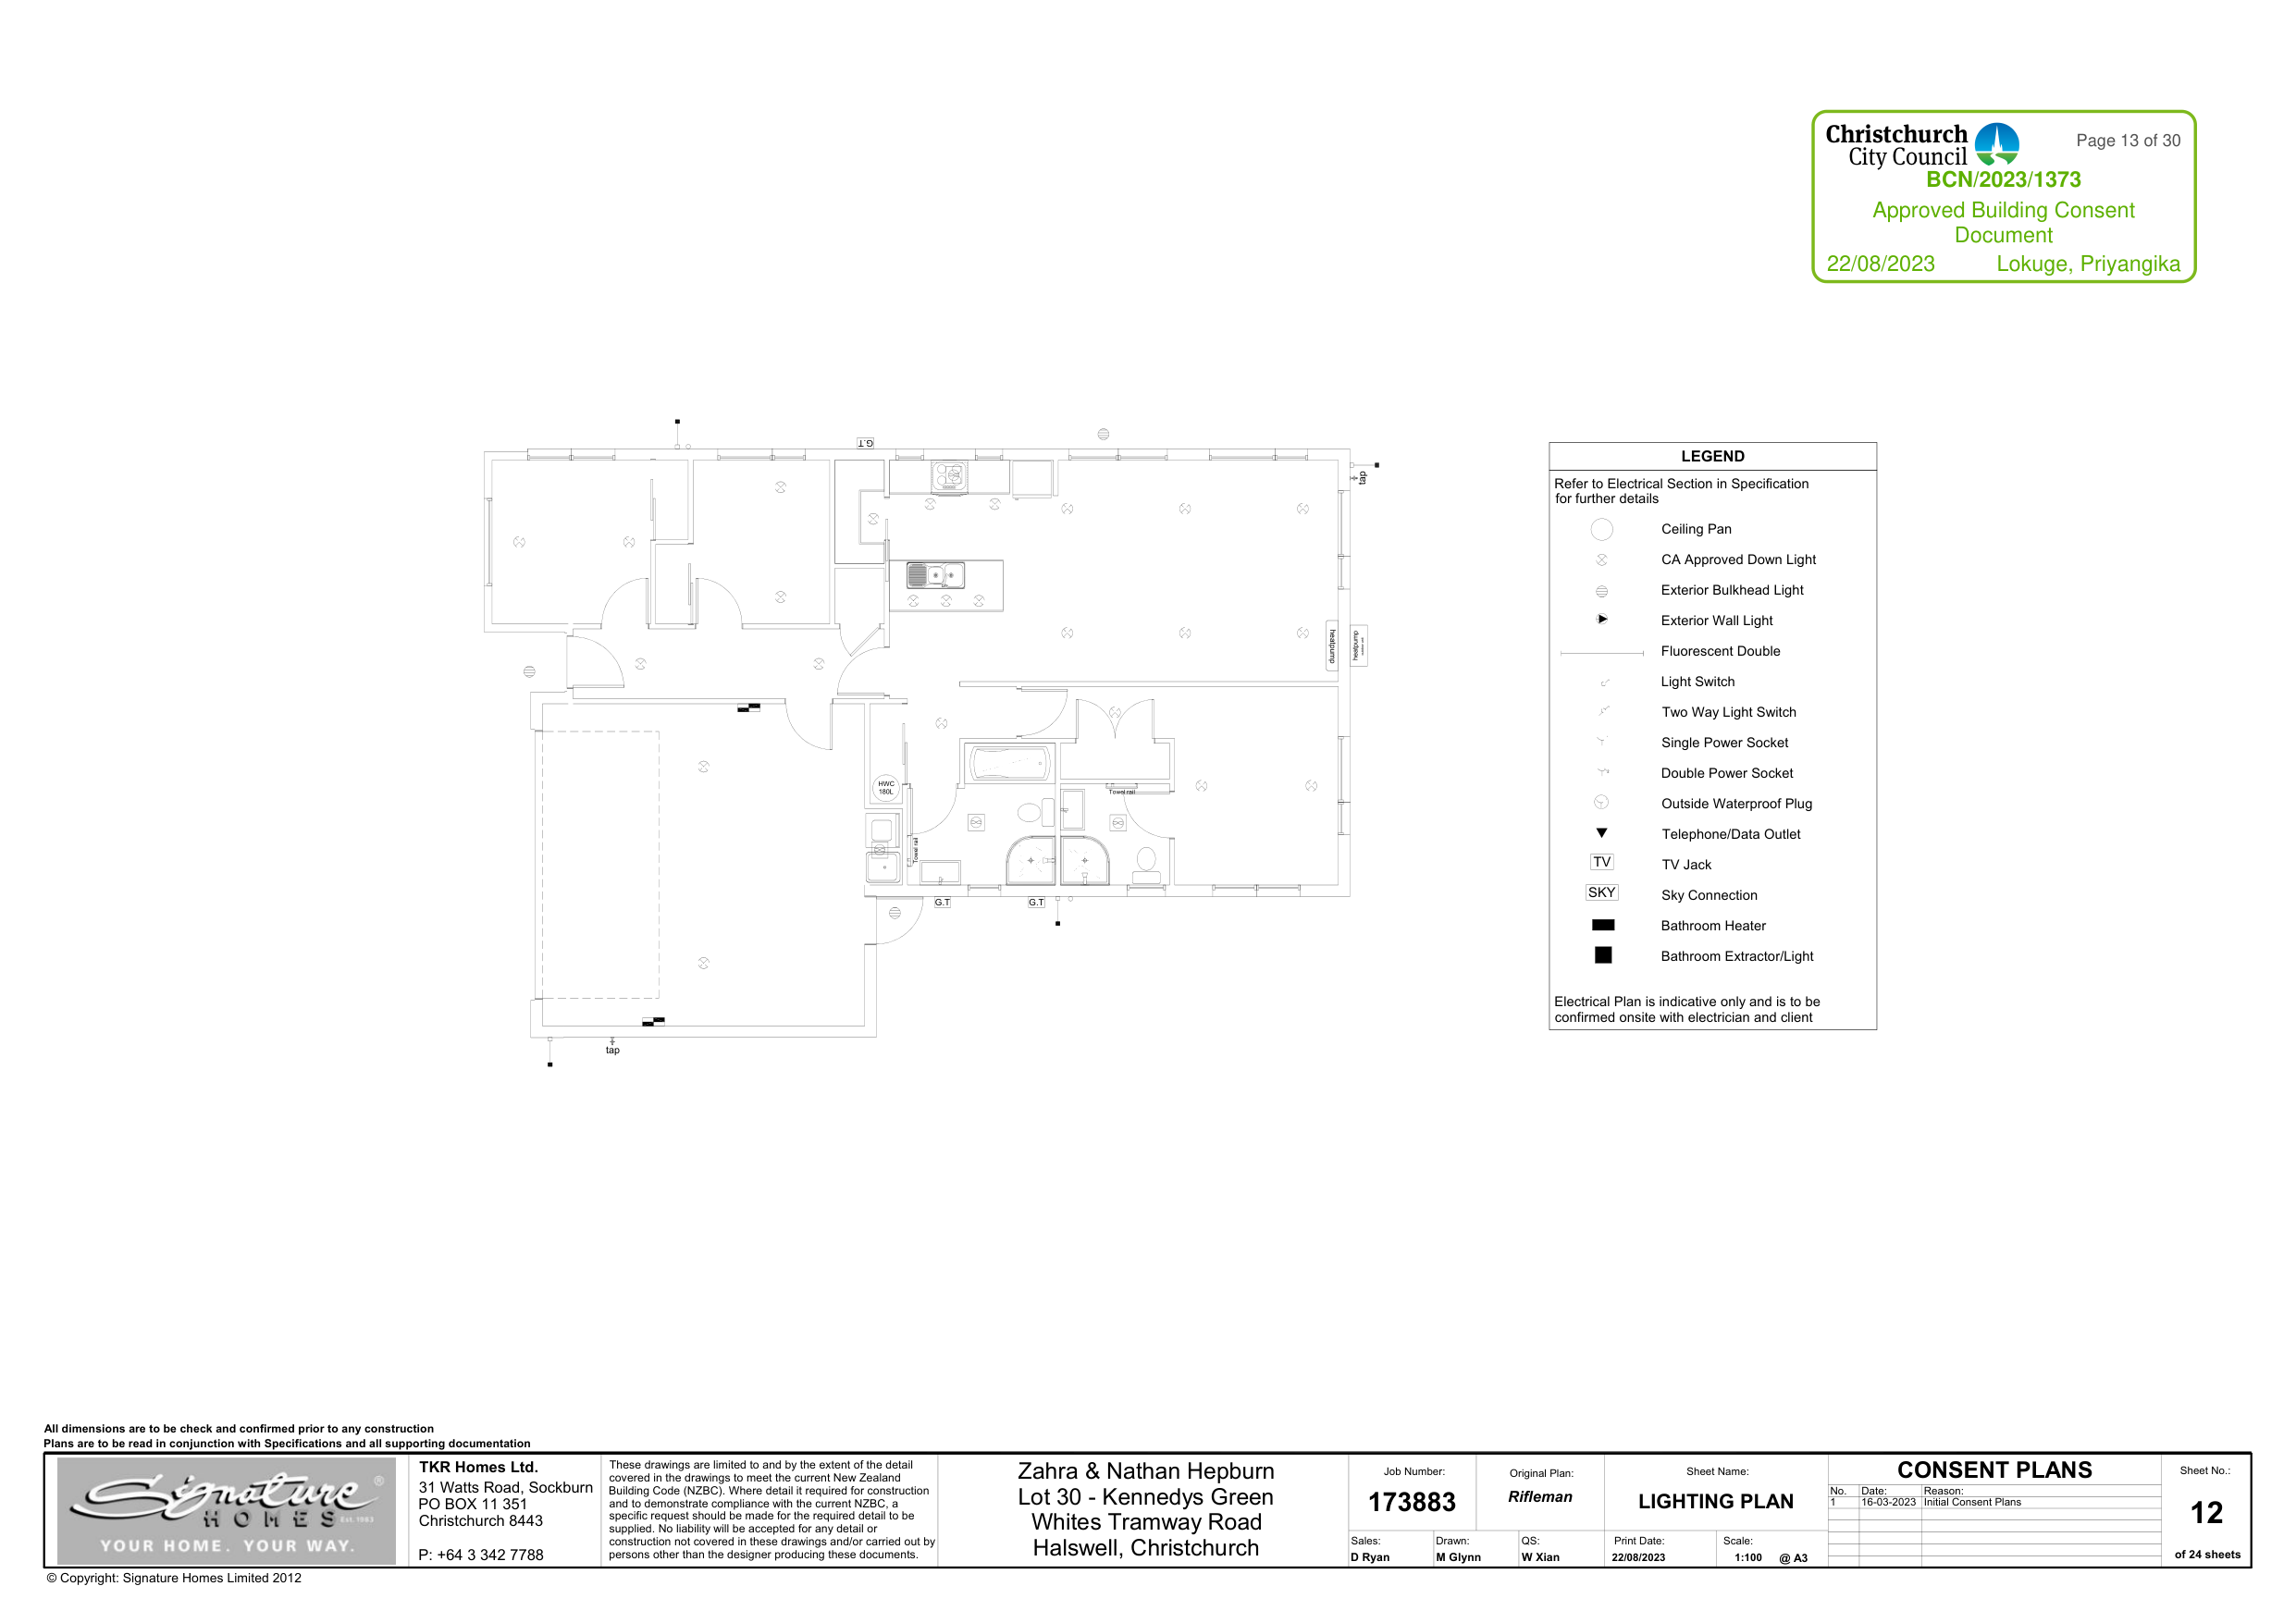 Christchurch
City Council
Page 13 of 30
BCN/2023/1373
Approved Building Consent
Document
22/08/2023 Lokuge, Priyangika
G.T
tap
heatpump
heatpump
HWC
180L
Towel rail
Towel rail
G.T
G.T
tap
LEGEND
Refer to Electrical Section in Specification
for further details
Ceiling Pan
CA Approved Down Light
Exterior Bulkhead Light
Exterior Wall Light
Fluorescent Double
Light Switch
Two Way Light Switch
Single Power Socket
Double Power Socket
Outside Waterproof Plug
Telephone/Data Outlet
TV TV Jack
SKY Sky Connection
Bathroom Heater
Bathroom Extractor/Light
Electrical Plan is indicative only and is to be
confirmed onsite with electrician and client
All dimensions are to be check and confirmed prior to any construction
Plans are to be read in conjunction with Specifications and all supporting documentation
Signature ®
HOMES Est. 1983
YOUR HOME. YOUR WAY.
TKR Homes Ltd.
31 Watts Road, Sockburn
PO BOX 11 351
Christchurch 8443
P: +64 3 342 7788
These drawings are limited to and by the extent of the detail
covered in the drawings to meet the current New Zealand
Building Code (NZBC). Where detail it required for construction
and to demonstrate compliance with the current NZBC, a
specific request should be made for the required detail to be
supplied. No liability will be accepted for any detail or
construction not covered in these drawings and/or carried out by
persons other than the designer producing these documents.
Zahra & Nathan Hepburn
Lot 30 - Kennedys Green
Whites Tramway Road
Halswell, Christchurch
Job Number:
173883
Original Plan:
Rifleman
Sheet Name:
LIGHTING PLAN
Sales:
D Ryan
Drawn:
M Glynn
QS:
W Xian
Print Date:
22/08/2023
Scale:
1:100 @ A3
CONSENT PLANS
No. Date: Reason:
1 16-03-2023 Initial Consent Plans
Sheet No.:
12
of 24 sheets
© Copyright: Signature Homes Limited 2012